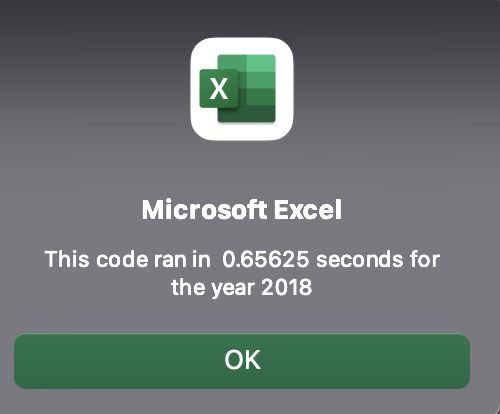 X
Microsoft Excel
This code ran in  0.65625 seconds for
the year 2018
OK